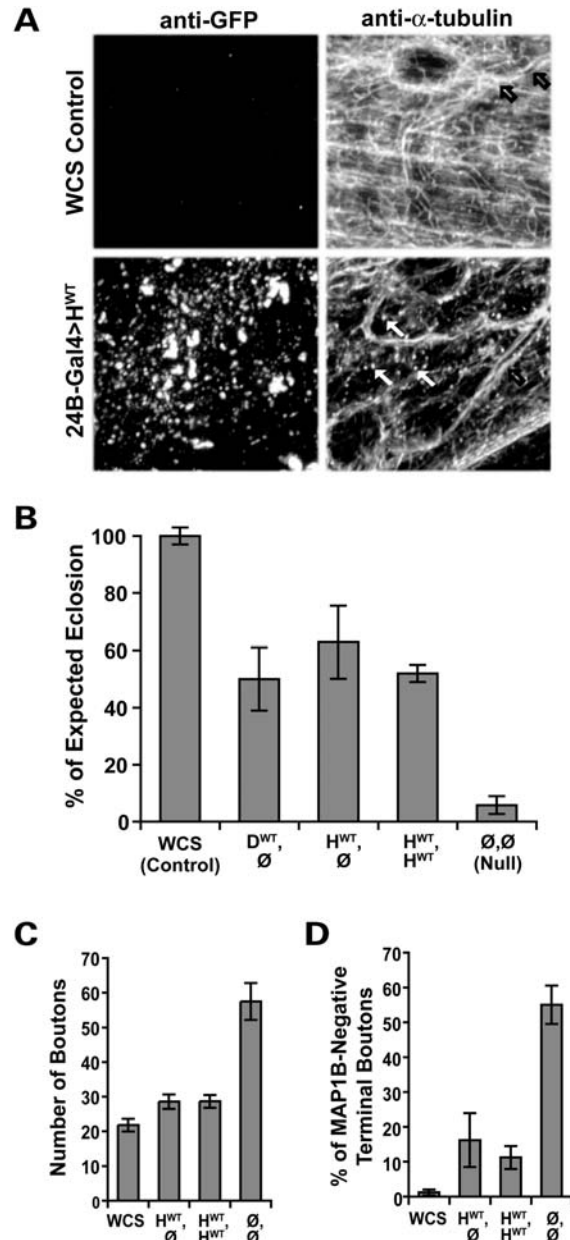 A
anti-GFP
anti-α-tubulin
WCS Control
24B-Gal4>H^WT
B
% of Expected Eclosion
100
80
60
40
20
0
WCS
(Control)
D^WT,
Ø
H^WT,
Ø
H^WT,
H^WT
Ø,Ø
(Null)
C
Number of Boutons
70
60
50
40
30
20
10
0
WCS
H^WT,
Ø
H^WT,
H^WT
Ø,
Ø
D
% of MAP1B-Negative
Terminal Boutons
70
60
50
40
30
20
10
0
WCS
H^WT,
Ø
H^WT,
H^WT
Ø,
Ø